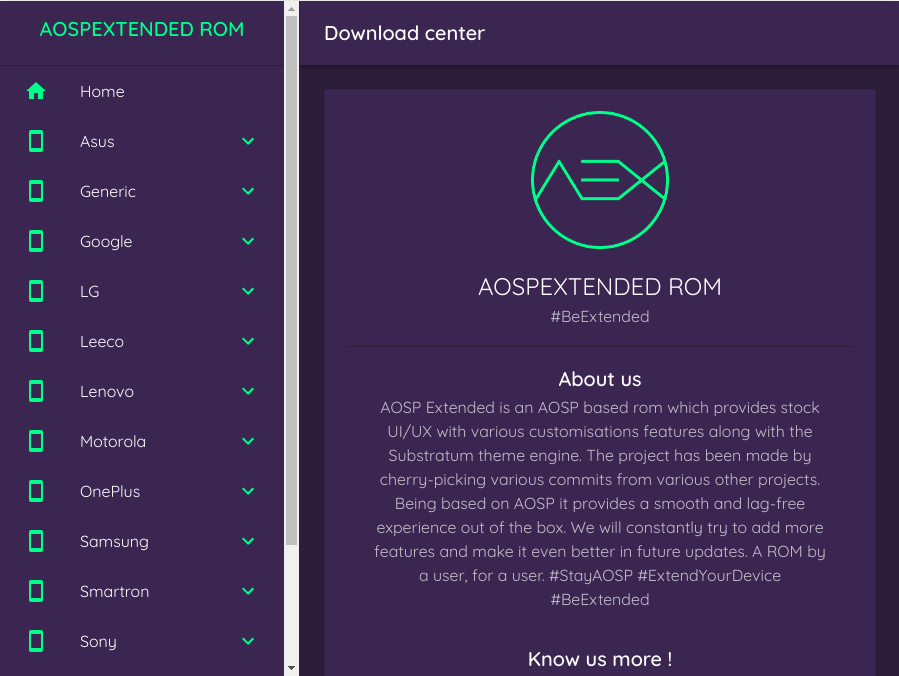 AOSPEXTENDED ROM
Home
Asus
Generic
Google
LG
Leeco
Lenovo
Motorola
OnePlus
Samsung
Smartron
Sony
Download center
AEX
AOSPEXTENDED ROM
#BeExtended
About us
AOSP Extended is an AOSP based rom which provides stock
UI/UX with various customisations features along with the
Substratum theme engine. The project has been made by
cherry-picking various commits from various other projects.
Being based on AOSP it provides a smooth and lag-free
experience out of the box. We will constantly try to add more
features and make it even better in future updates. A ROM by
a user, for a user. #StayAOSP #ExtendYourDevice
#BeExtended
Know us more !